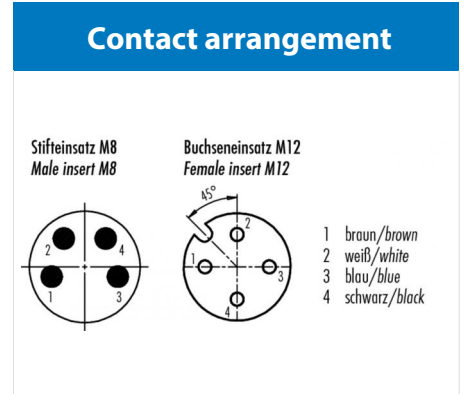 Contact arrangement
Stifteinsatz M8
Male insert M8
Buchseneinsatz M12
Female insert M12
45°
2
4
1
3
2
1
3
4
1 braun/brown
2 weiß/white
3 blau/blue
4 schwarz/black